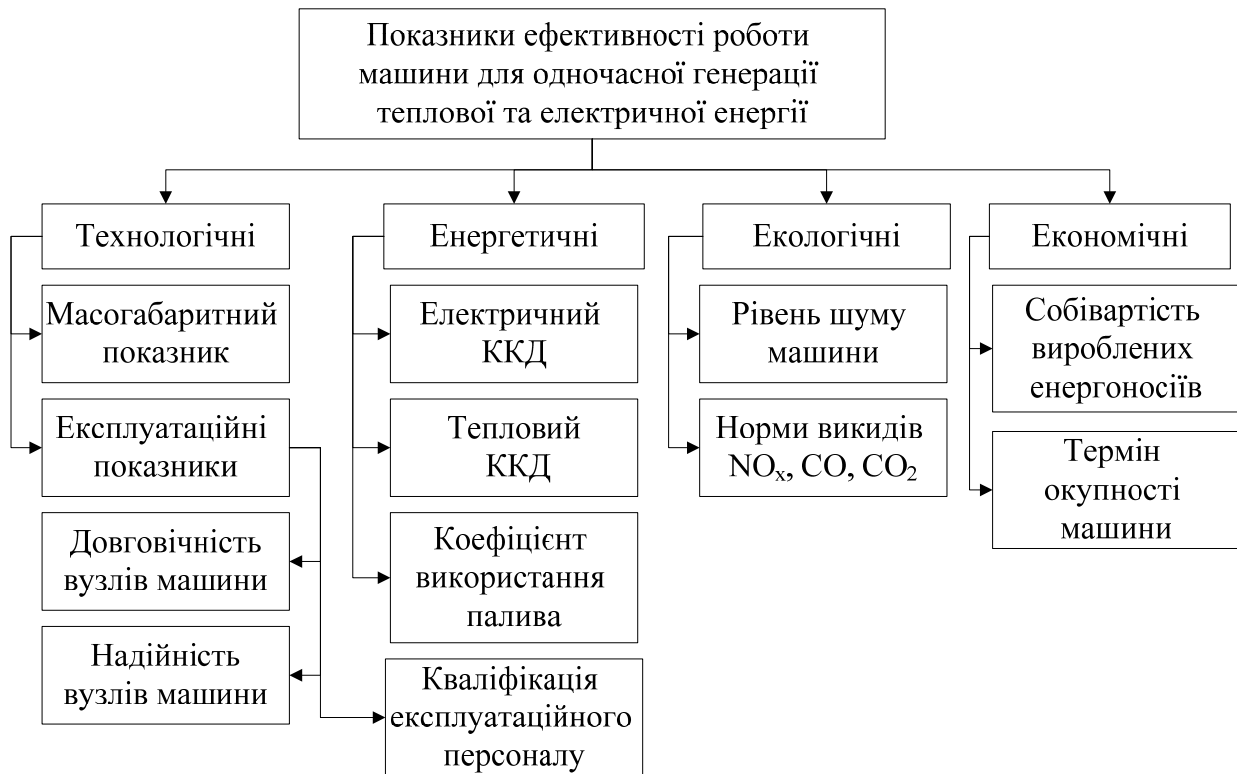 Показники ефективності роботи
машини для одночасної генерації
теплової та електричної енергії
Технологічні
Енергетичні
Екологічні
Економічні
Масогабаритний
показник
Експлуатаційні
показники
Довговічність
вузлів машини
Надійність
вузлів машини
Електричний
ККД
Тепловий
ККД
Коефіцієнт
використання
палива
Кваліфікація
експлуатаційного
персоналу
Рівень шуму
машини
Норми викидів
NOₓ, CO, CO₂
Собівартість
вироблених
енергоносіїв
Термін
окупності
машини